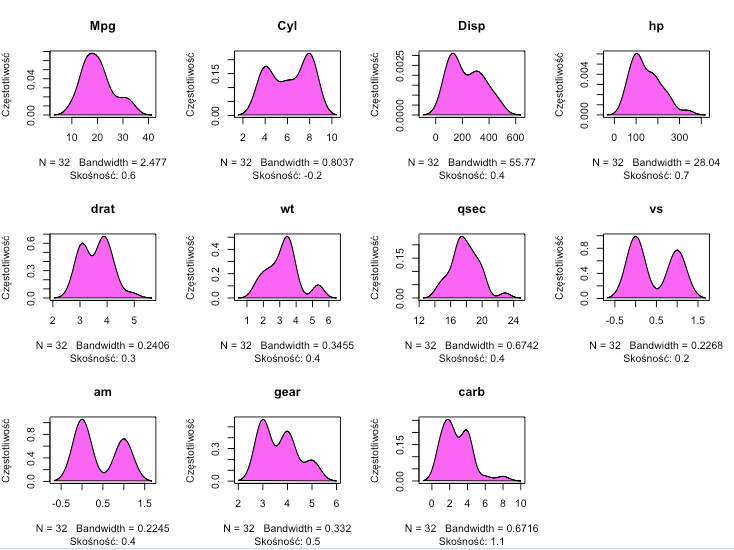 Mpg
Częstotliwość
0.00 0.04
10 20 30 40
N = 32 Bandwidth = 2.477
Skośność: 0.6
Cyl
Częstotliwość
0.00 0.15
2 4 6 8 10
N = 32 Bandwidth = 0.8037
Skośność: -0.2
Disp
Częstotliwość
0.0000 0.0025
0 200 400 600
N = 32 Bandwidth = 55.77
Skośność: 0.4
hp
Częstotliwość
0.000 0.004
0 100 300
N = 32 Bandwidth = 28.04
Skośność: 0.7
drat
Częstotliwość
0.0 0.3 0.6
2 3 4 5
N = 32 Bandwidth = 0.2406
Skośność: 0.3
wt
Częstotliwość
0.0 0.2 0.4
1 2 3 4 5 6
N = 32 Bandwidth = 0.3455
Skośność: 0.4
qsec
Częstotliwość
0.00 0.15
12 16 20 24
N = 32 Bandwidth = 0.6742
Skośność: 0.4
vs
Częstotliwość
0.0 0.4 0.8
-0.5 0.5 1.5
N = 32 Bandwidth = 0.2268
Skośność: 0.2
am
Częstotliwość
0.0 0.4 0.8
-0.5 0.5 1.5
N = 32 Bandwidth = 0.2245
Skośność: 0.4
gear
Częstotliwość
0.0 0.3
2 3 4 5 6
N = 32 Bandwidth = 0.332
Skośność: 0.5
carb
Częstotliwość
0.00 0.15
0 2 4 6 8 10
N = 32 Bandwidth = 0.6716
Skośność: 1.1